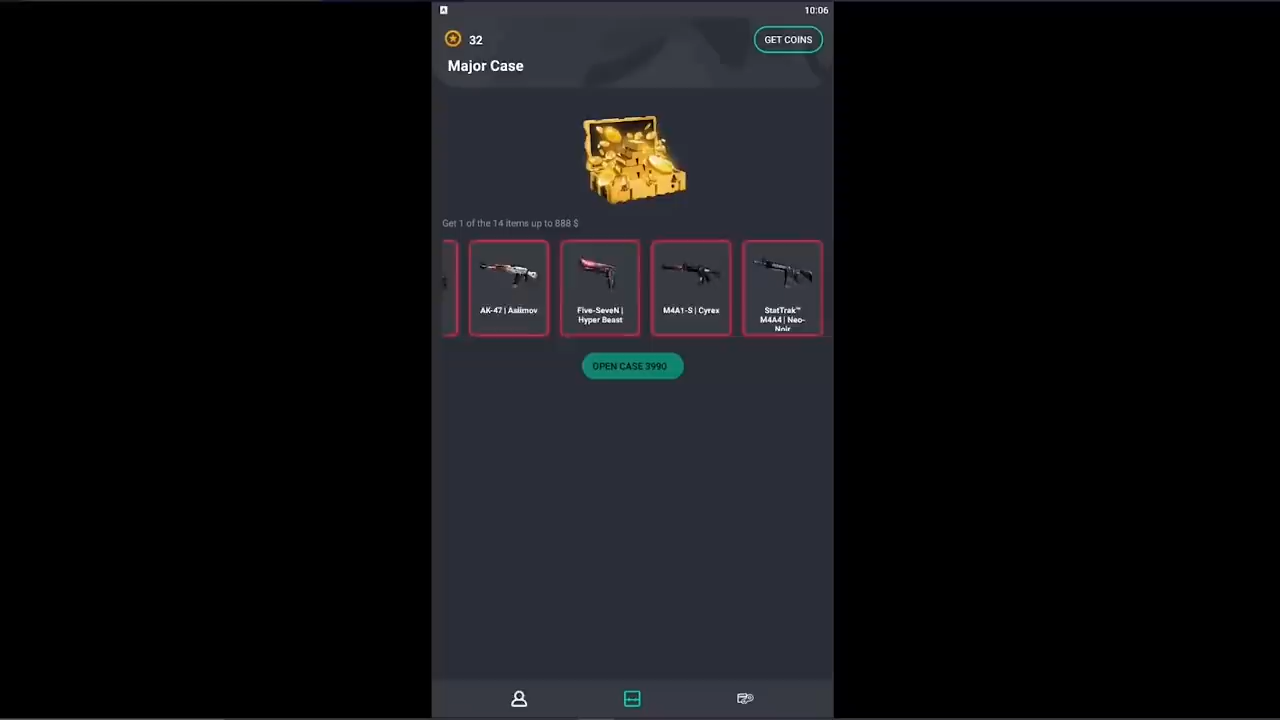 10:06
32
GET COINS
Major Case
Get 1 of the 14 items up to 888 $
AK-47 | Aalimov
Five-SeveN |
Hyper Beast
M4A1-S | Cyrex
StatTrak™
M4A4 | Neo-
Noir
OPEN CASE 3990